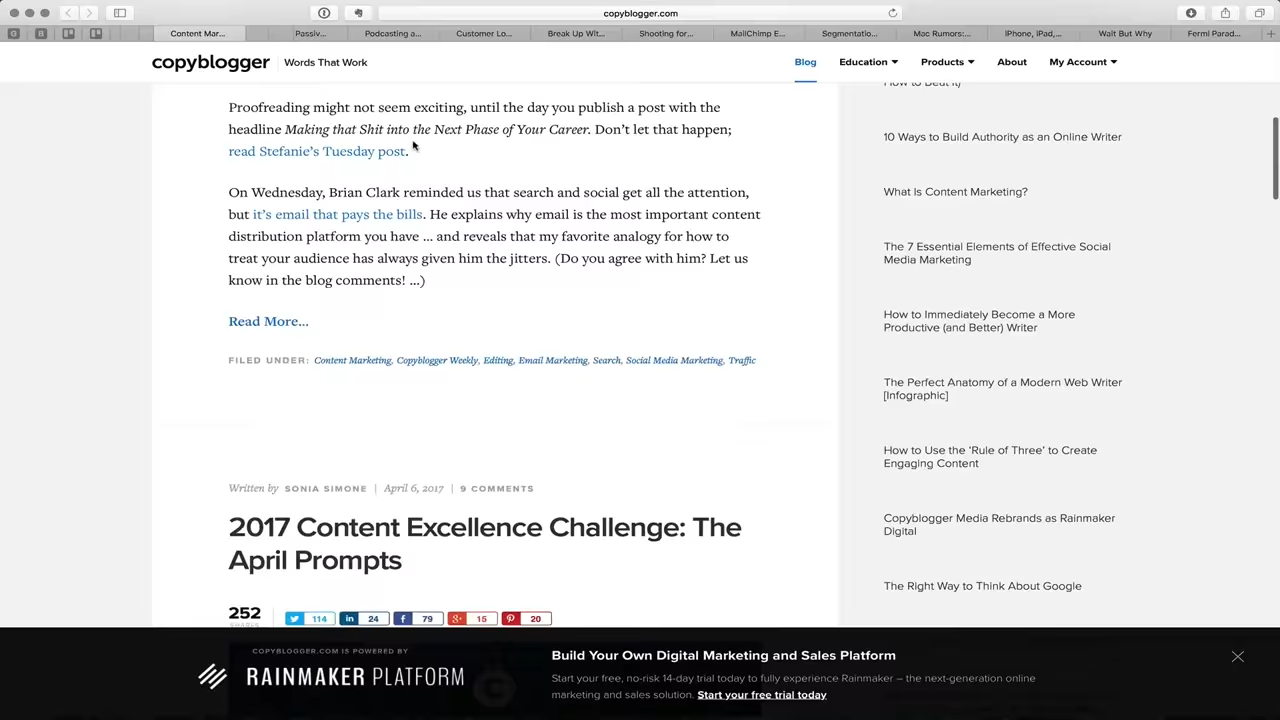 copyblogger.com
Content Mar...
Passiv...
Podcasting a...
Customer Lo...
Break Up Wit...
Shooting for...
MailChimp E...
Segmentatio...
Mac Rumors:...
iPhone, iPad,...
Wait But Why
Fermi Parad...
copyblogger
Words That Work
Blog
Education
Products
About
My Account
Proofreading might not seem exciting, until the day you publish a post with the
headline Making that Shit into the Next Phase of Your Career. Don't let that happen;
read Stefanie's Tuesday post.
On Wednesday, Brian Clark reminded us that search and social get all the attention,
but it's email that pays the bills. He explains why email is the most important content
distribution platform you have ... and reveals that my favorite analogy for how to
treat your audience has always given him the jitters. (Do you agree with him? Let us
know in the blog comments! ...)
Read More...
FILED UNDER: Content Marketing, Copyblogger Weekly, Editing, Email Marketing, Search, Social Media Marketing, Traffic
Written by SONIA SIMONE | April 6, 2017 | 9 COMMENTS
2017 Content Excellence Challenge: The
April Prompts
252
SHARES
114
in 24
f 79
g+ 15
20
How to Beat It)
10 Ways to Build Authority as an Online Writer
What Is Content Marketing?
The 7 Essential Elements of Effective Social
Media Marketing
How to Immediately Become a More
Productive (and Better) Writer
The Perfect Anatomy of a Modern Web Writer
[Infographic]
How to Use the 'Rule of Three' to Create
Engaging Content
Copyblogger Media Rebrands as Rainmaker
Digital
The Right Way to Think About Google
COPYBLOGGER.COM IS POWERED BY
RAINMAKER PLATFORM
Build Your Own Digital Marketing and Sales Platform
Start your free, no-risk 14-day trial today to fully experience Rainmaker – the next-generation online
marketing and sales solution. Start your free trial today